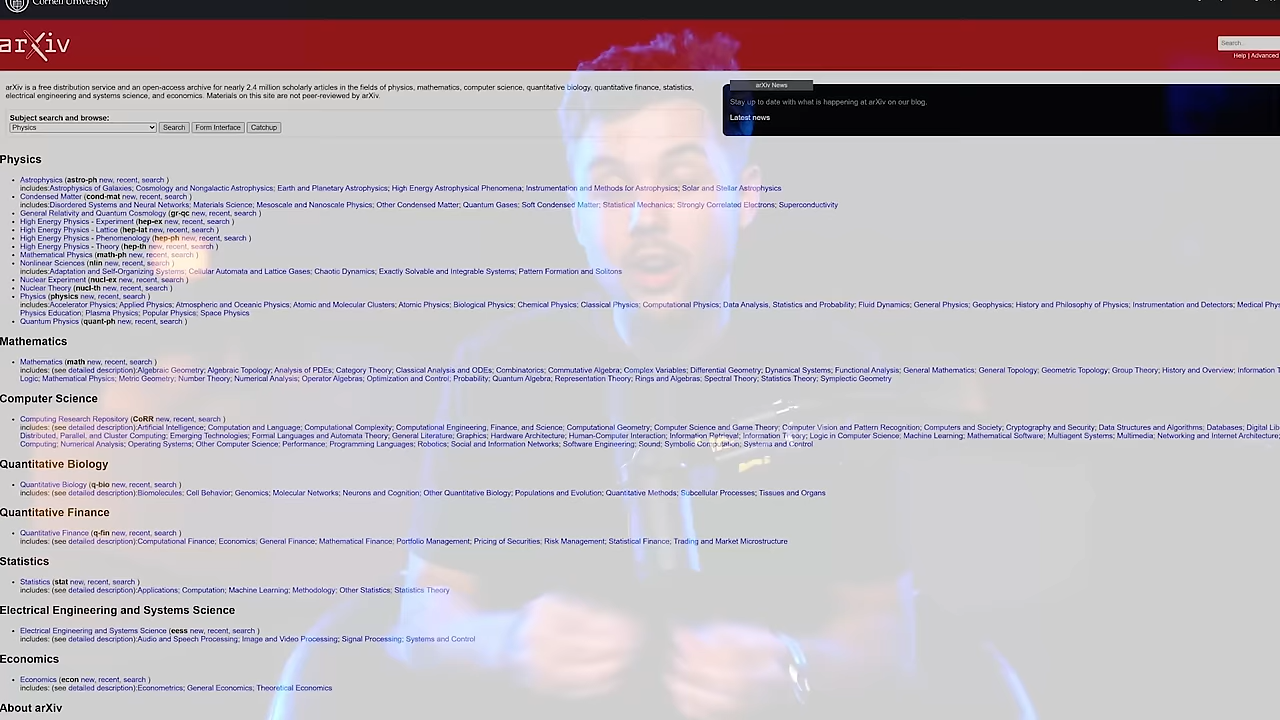 Cornell University
arXiv
Search...
Help | Advanced
arXiv is a free distribution service and an open-access archive for nearly 2.4 million scholarly articles in the fields of physics, mathematics, computer science, quantitative biology, quantitative finance, statistics,
electrical engineering and systems science, and economics. Materials on this site are not peer-reviewed by arXiv.
arXiv News
Stay up to date with what is happening at arXiv on our blog.
Latest news
Subject search and browse:
Physics Search Form Interface Catchup
Physics
Astrophysics (astro-ph new, recent, search )
includes:Astrophysics of Galaxies; Cosmology and Nongalactic Astrophysics; Earth and Planetary Astrophysics; High Energy Astrophysical Phenomena; Instrumentation and Methods for Astrophysics; Solar and Stellar Astrophysics
Condensed Matter (cond-mat new, recent, search )
includes:Disordered Systems and Neural Networks; Materials Science; Mesoscale and Nanoscale Physics; Other Condensed Matter; Quantum Gases; Soft Condensed Matter; Statistical Mechanics; Strongly Correlated Electrons; Superconductivity
General Relativity and Quantum Cosmology (gr-qc new, recent, search )
High Energy Physics - Experiment (hep-ex new, recent, search )
High Energy Physics - Lattice (hep-lat new, recent, search )
High Energy Physics - Phenomenology (hep-ph new, recent, search )
High Energy Physics - Theory (hep-th new, recent, search )
Mathematical Physics (math-ph new, recent, search )
Nonlinear Sciences (nlin new, recent, search )
includes:Adaptation and Self-Organizing Systems; Cellular Automata and Lattice Gases; Chaotic Dynamics; Exactly Solvable and Integrable Systems; Pattern Formation and Solitons
Nuclear Experiment (nucl-ex new, recent, search )
Nuclear Theory (nucl-th new, recent, search )
Physics (physics new, recent, search )
includes:Accelerator Physics; Applied Physics; Atmospheric and Oceanic Physics; Atomic and Molecular Clusters; Atomic Physics; Biological Physics; Chemical Physics; Classical Physics; Computational Physics; Data Analysis, Statistics and Probability; Fluid Dynamics; General Physics; Geophysics; History and Philosophy of Physics; Instrumentation and Detectors; Medical Phys
Physics Education; Plasma Physics; Popular Physics; Space Physics
Quantum Physics (quant-ph new, recent, search )
Mathematics
Mathematics (math new, recent, search )
includes: (see detailed description):Algebraic Geometry; Algebraic Topology; Analysis of PDEs; Category Theory; Classical Analysis and ODEs; Combinatorics; Commutative Algebra; Complex Variables; Differential Geometry; Dynamical Systems; Functional Analysis; General Mathematics; General Topology; Geometric Topology; Group Theory; History and Overview; Information T
Logic; Mathematical Physics; Metric Geometry; Number Theory; Numerical Analysis; Operator Algebras; Optimization and Control; Probability; Quantum Algebra; Representation Theory; Rings and Algebras; Spectral Theory; Statistics Theory; Symplectic Geometry
Computer Science
Computing Research Repository (CoRR new, recent, search )
includes: (see detailed description):Artificial Intelligence; Computation and Language; Computational Complexity; Computational Engineering, Finance, and Science; Computational Geometry; Computer Science and Game Theory; Computer Vision and Pattern Recognition; Computers and Society; Cryptography and Security; Data Structures and Algorithms; Databases; Digital Lib
Distributed, Parallel, and Cluster Computing; Emerging Technologies; Formal Languages and Automata Theory; General Literature; Graphics; Hardware Architecture; Human-Computer Interaction; Information Retrieval; Information Theory; Logic in Computer Science; Machine Learning; Mathematical Software; Multiagent Systems; Multimedia; Networking and Internet Architecture;
Computing; Numerical Analysis; Operating Systems; Other Computer Science; Performance; Programming Languages; Robotics; Social and Information Networks; Software Engineering; Sound; Symbolic Computation; Systems and Control
Quantitative Biology
Quantitative Biology (q-bio new, recent, search )
includes: (see detailed description):Biomolecules; Cell Behavior; Genomics; Molecular Networks; Neurons and Cognition; Other Quantitative Biology; Populations and Evolution; Quantitative Methods; Subcellular Processes; Tissues and Organs
Quantitative Finance
Quantitative Finance (q-fin new, recent, search )
includes: (see detailed description):Computational Finance; Economics; General Finance; Mathematical Finance; Portfolio Management; Pricing of Securities; Risk Management; Statistical Finance; Trading and Market Microstructure
Statistics
Statistics (stat new, recent, search )
includes: (see detailed description):Applications; Computation; Machine Learning; Methodology; Other Statistics; Statistics Theory
Electrical Engineering and Systems Science
Electrical Engineering and Systems Science (eess new, recent, search )
includes: (see detailed description):Audio and Speech Processing; Image and Video Processing; Signal Processing; Systems and Control
Economics
Economics (econ new, recent, search )
includes: (see detailed description):Econometrics; General Economics; Theoretical Economics
About arXiv